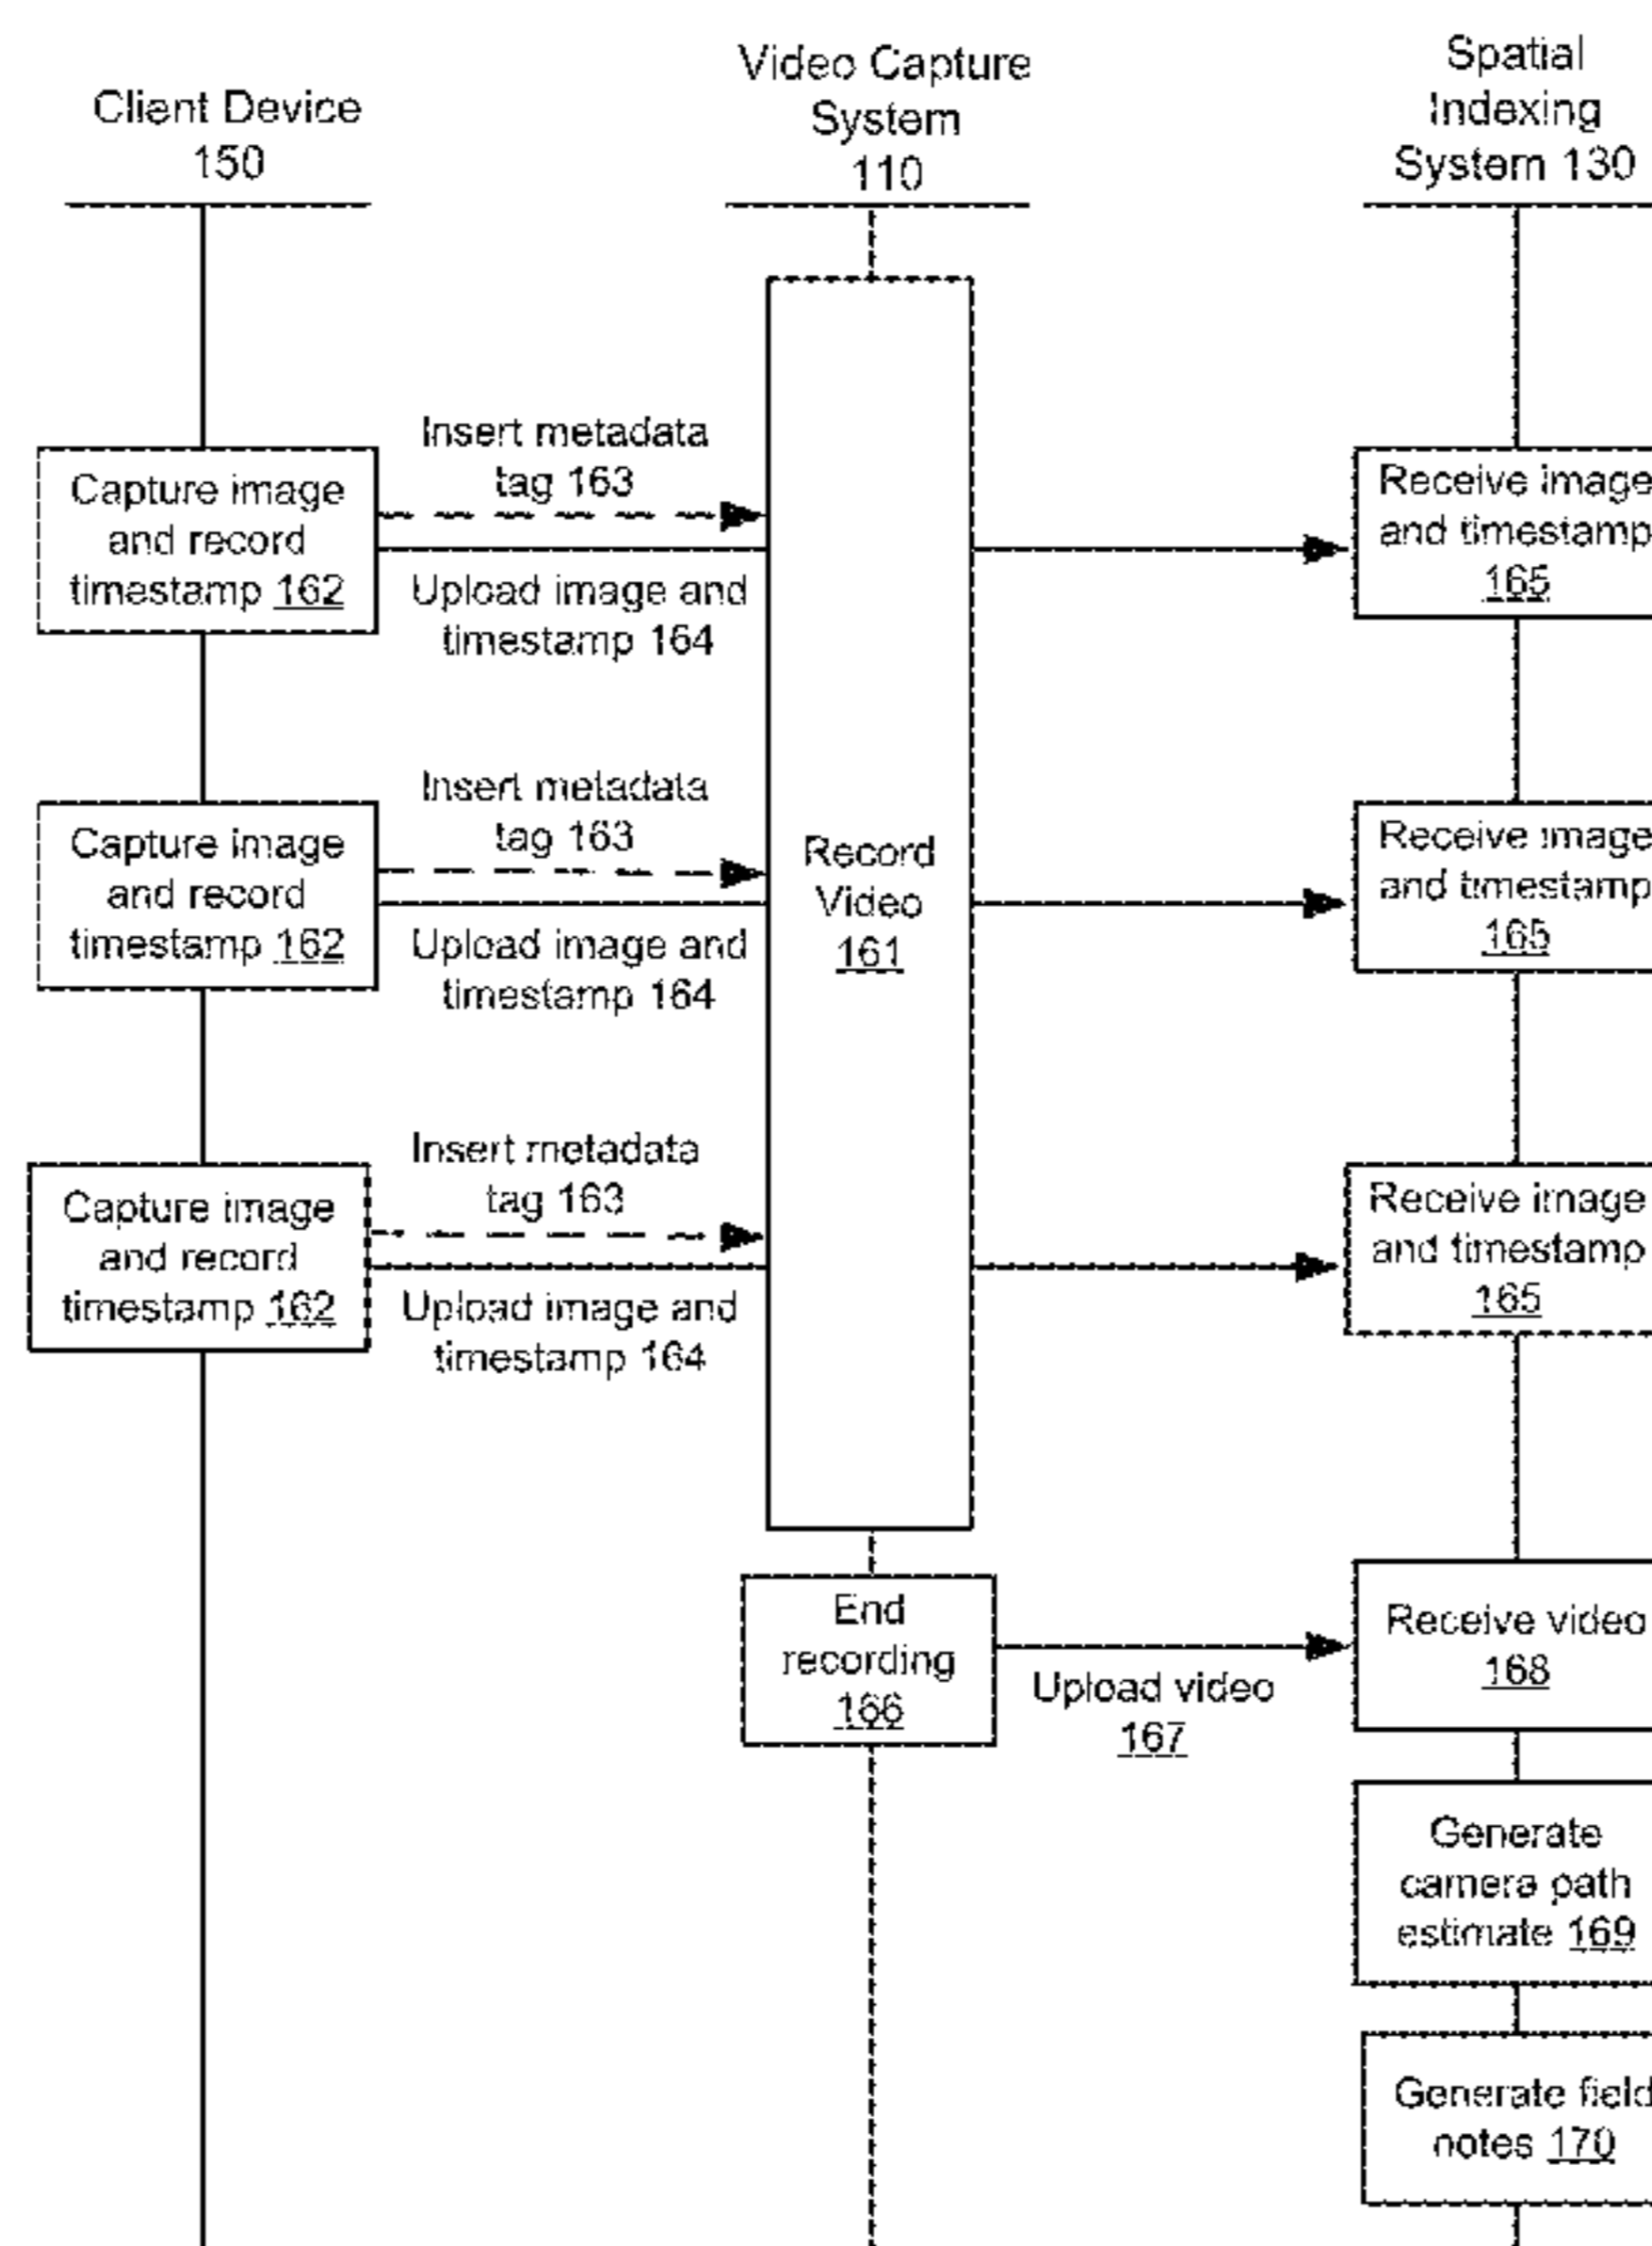 Client Device
150
Video Capture
System
110
Spatial
Indexing
System 130
Capture image
and record
timestamp 162
Insert metadata
tag 163
Upload image and
timestamp 164
Receive image
and timestamp
165
Capture image
and record
timestamp 162
Insert metadata
tag 163
Upload image and
timestamp 164
Record
Video
161
Receive image
and timestamp
165
Capture image
and record
timestamp 162
Insert metadata
tag 163
Upload image and
timestamp 164
Receive image
and timestamp
165
End
recording
166
Upload video
167
Receive video
168
Generate
camera path
estimate 169
Generate field
notes 170